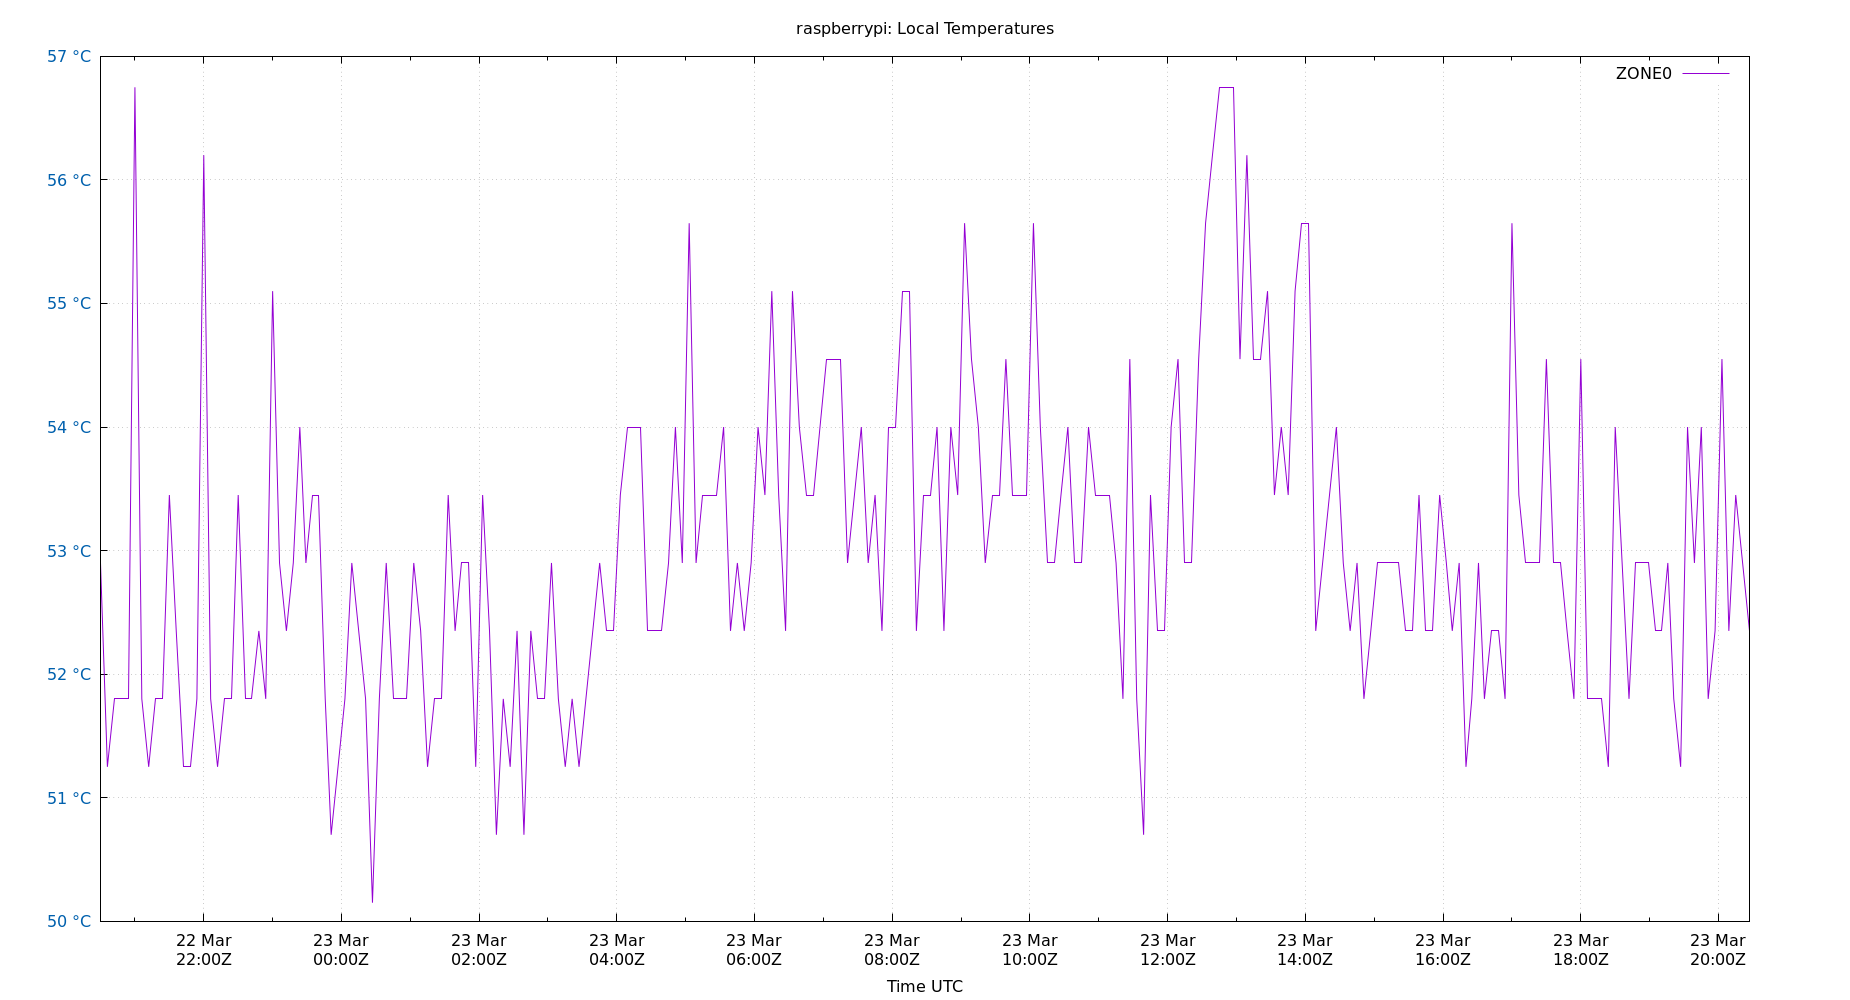 raspberrypi: Local Temperatures
57 °C
ZONE0
56 °C
55 °C
54 °C
53 °C
52 °C
51 °C
50 °C
22 Mar 23 Mar 23 Mar 23 Mar 23 Mar 23 Mar 23 Mar 23 Mar 23 Mar 23 Mar 23 Mar 23 Mar
22:00Z 00:00Z 02:00Z 04:00Z 06:00Z 08:00Z 10:00Z 12:00Z 14:00Z 16:00Z 18:00Z 20:00Z
Time UTC